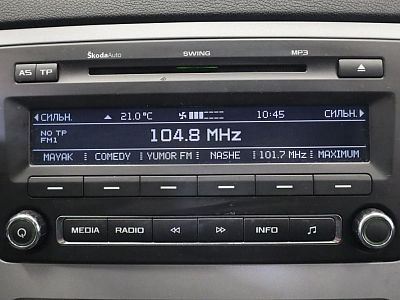 ŠkodaAuto SWING MP3
AS TP
СИЛЬН. 21.0°C 10:45 СИЛЬН.
NO TP
FM1
104.8 MHz
MAYAK COMEDY YUMOR FM NASHE 101.7 MHz MAXIMUM
MEDIA RADIO INFO